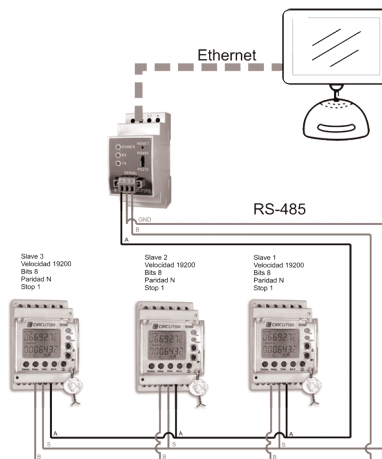 Ethernet
POWER
RX
TX
RESET
RS-485
GND
B
A
Slave 3
Velocidad 19200
Bits 8
Paridad N
Stop 1
Slave 2
Velocidad 19200
Bits 8
Paridad N
Stop 1
Slave 1
Velocidad 19200
Bits 8
Paridad N
Stop 1
CIRCUTOR
CIRCUTOR
CIRCUTOR
A
S
B
A
S
B
A
S
B